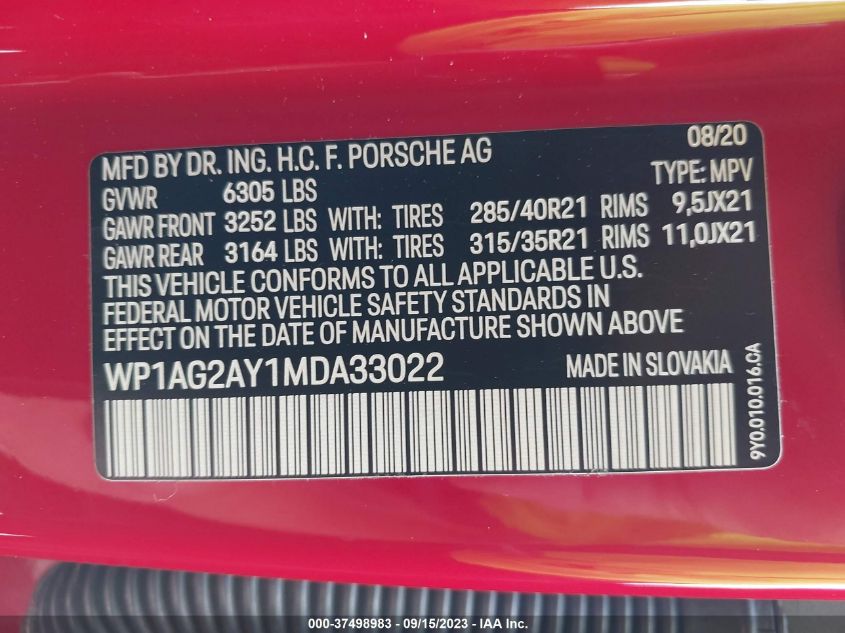 08/20
MFD BY DR. ING. H.C. F. PORSCHE AG TYPE: MPV
GVWR 6305 LBS
GAWR FRONT 3252 LBS WITH: TIRES 285/40R21 RIMS 9,5JX21
GAWR REAR 3164 LBS WITH: TIRES 315/35R21 RIMS 11,0JX21
THIS VEHICLE CONFORMS TO ALL APPLICABLE U.S.
FEDERAL MOTOR VEHICLE SAFETY STANDARDS IN
EFFECT ON THE DATE OF MANUFACTURE SHOWN ABOVE
WP1AG2AY1MDA33022 MADE IN SLOVAKIA
9Y0.010.016.CA
000-37498983 - 09/15/2023 - IAA Inc.